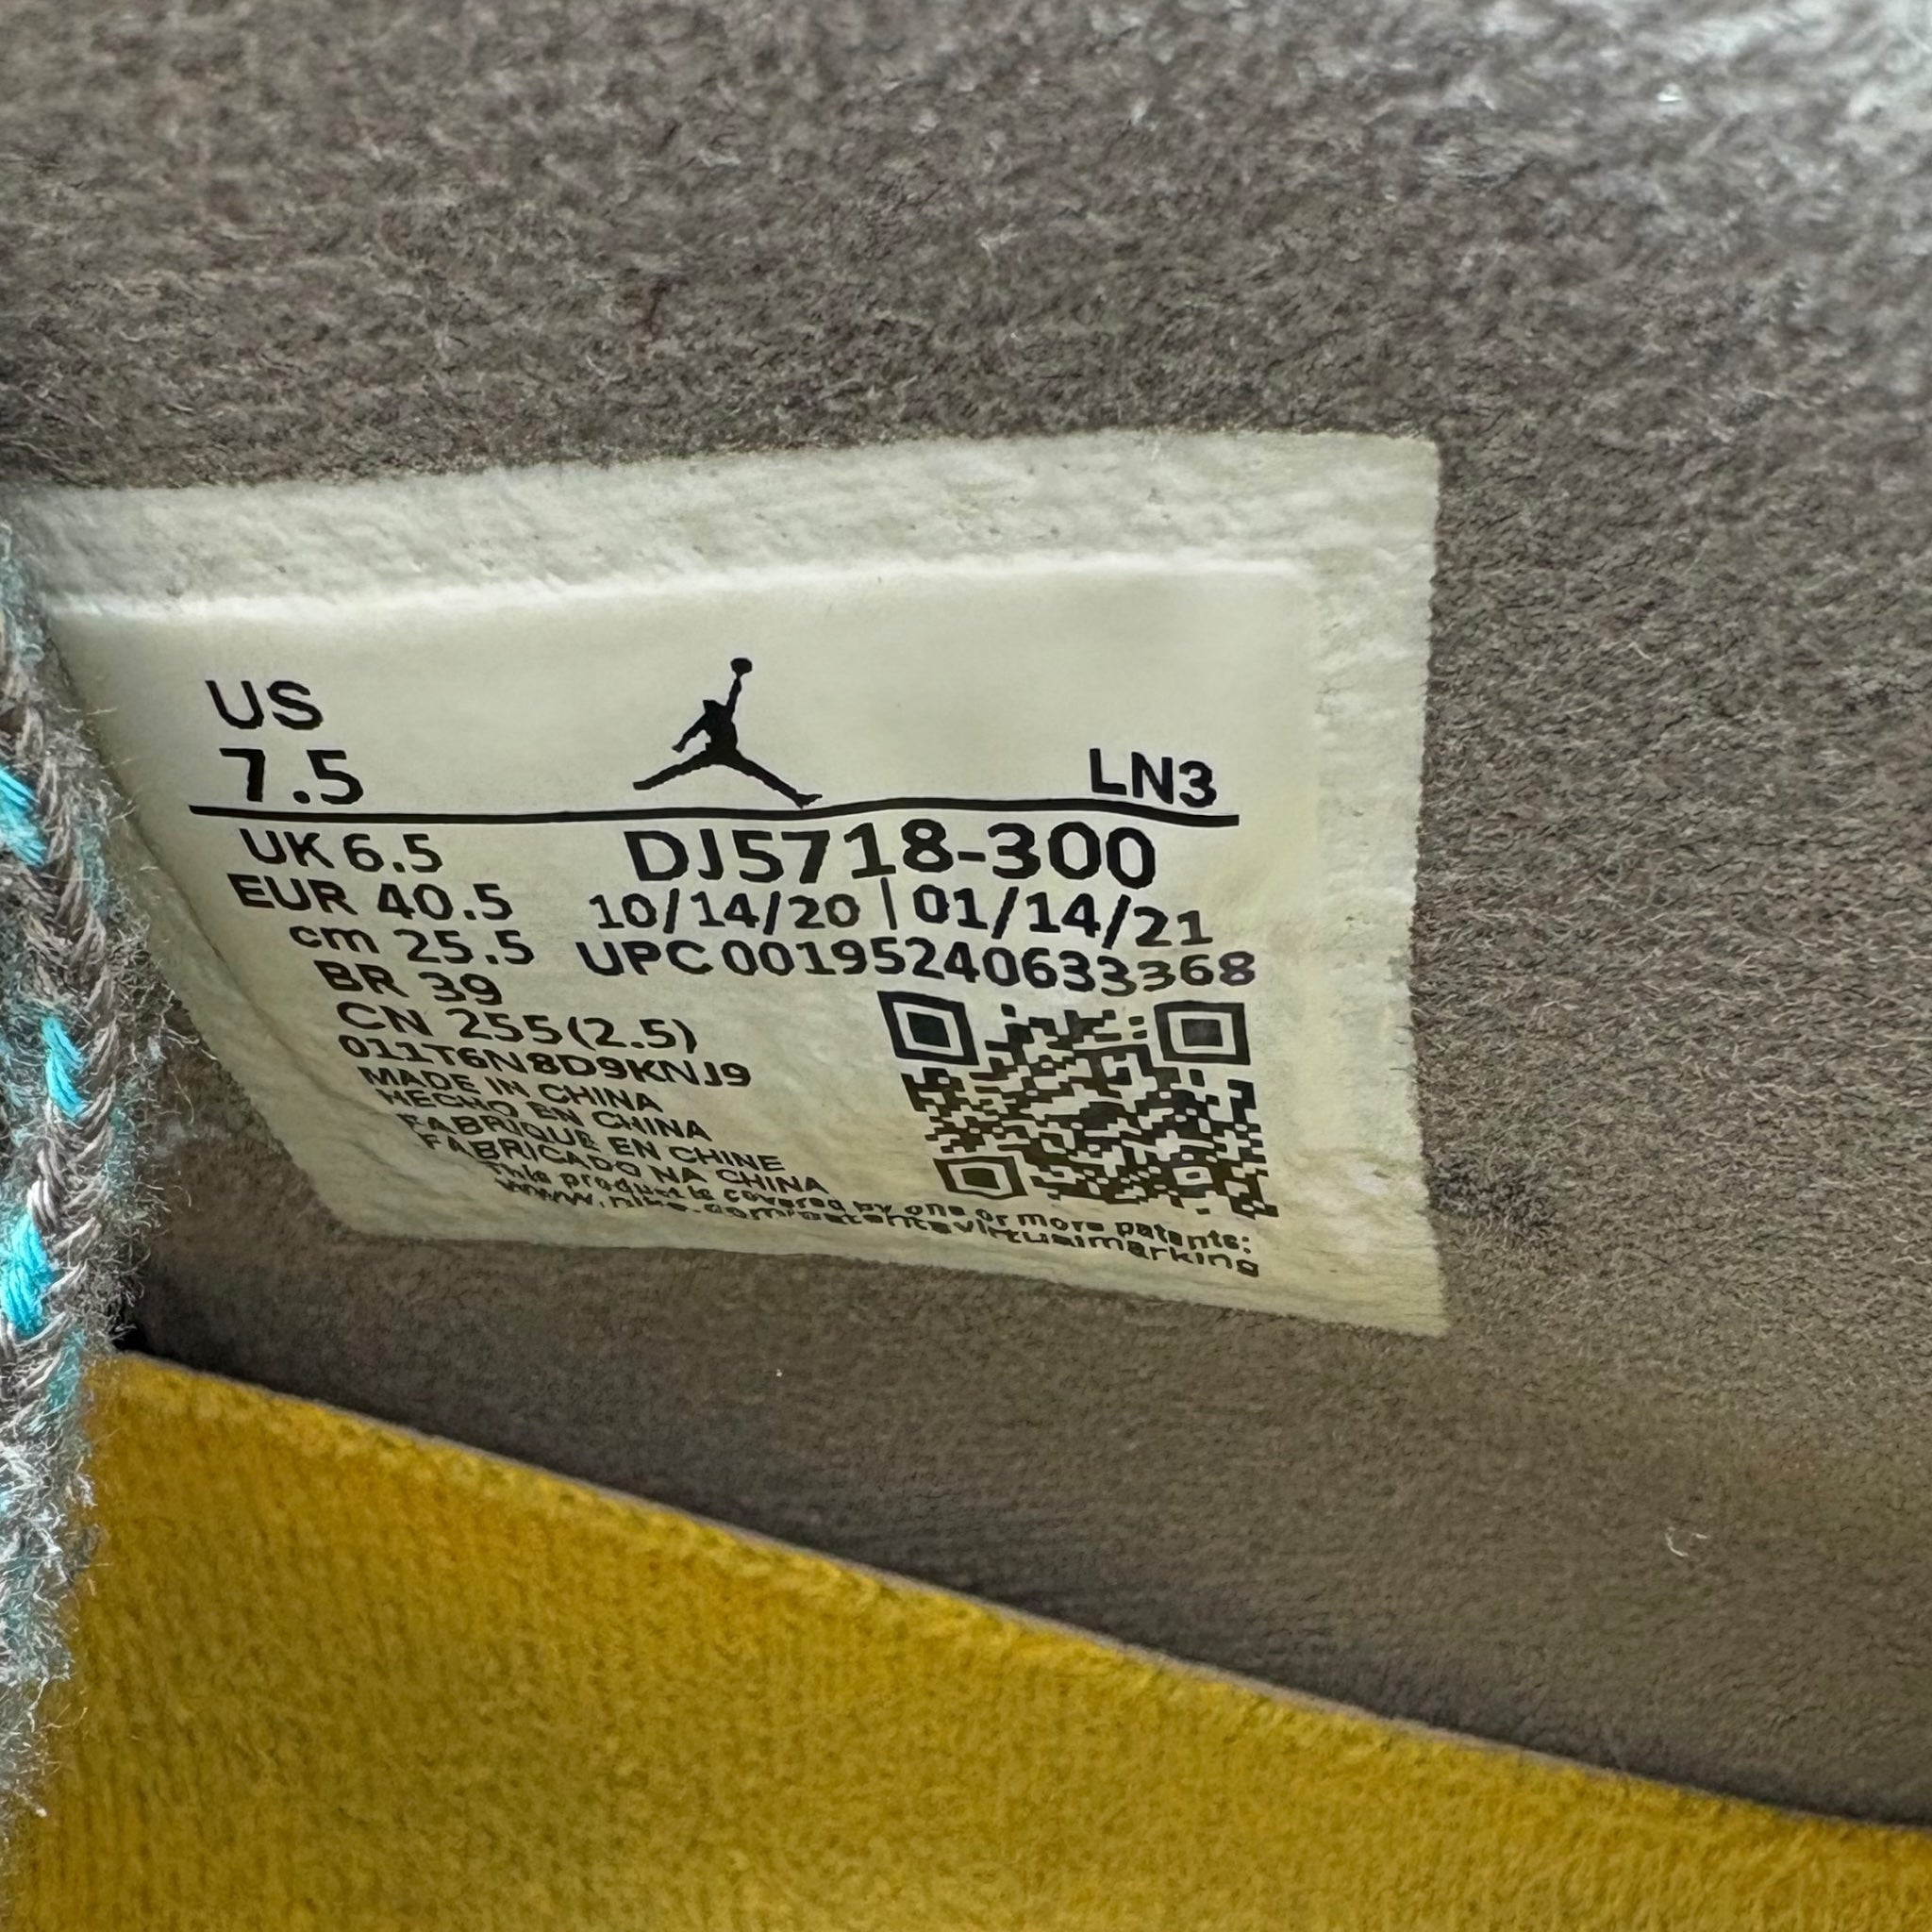 US
7.5
LN3
UK 6.5
DJ5718-300
EUR 40.5
10/14/20 | 01/14/21
cm 25.5
UPC 00195240633368
BR 39
CN 255(2.5)
011T6N8D9KNJ9
MADE IN CHINA
HECHO EN CHINA
FABRIQUE EN CHINE
FABRICADO NA CHINA
This product is covered by one or more patents:
www.nike.com/patentsvirtualmarking